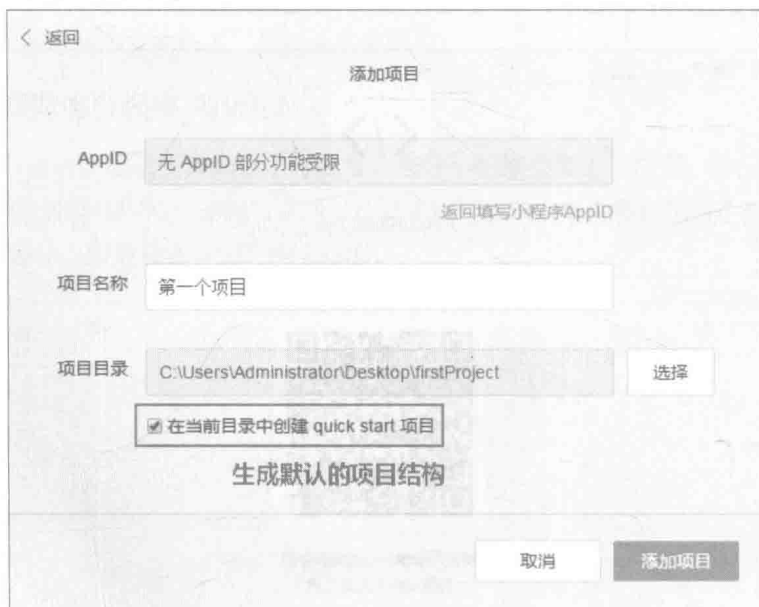 返回
添加项目
AppID
无 AppID 部分功能受限
返回填写小程序AppID
项目名称
第一个项目
项目目录
C:\Users\Administrator\Desktop\firstProject
选择
在当前目录中创建 quick start 项目
生成默认的项目结构
取消
添加项目